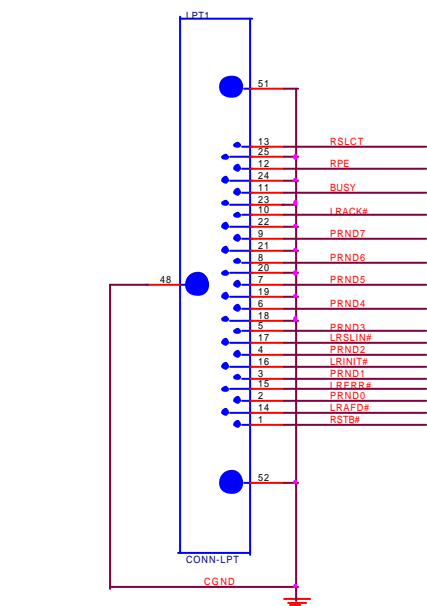 LPT1
51
13 RSLCT
25
12 RPE
24
11 BUSY
23
10 LRACK#
22
9 PRND7
21
8 PRND6
20
48 7 PRND5
19
6 PRND4
18
5 PRND3
17 LRSLIN#
4 PRND2
16 LRINIT#
3 PRND1
15 LRERR#
2 PRND0
14 LRAFD#
1 RSTB#
52
CONN-LPT
CGND